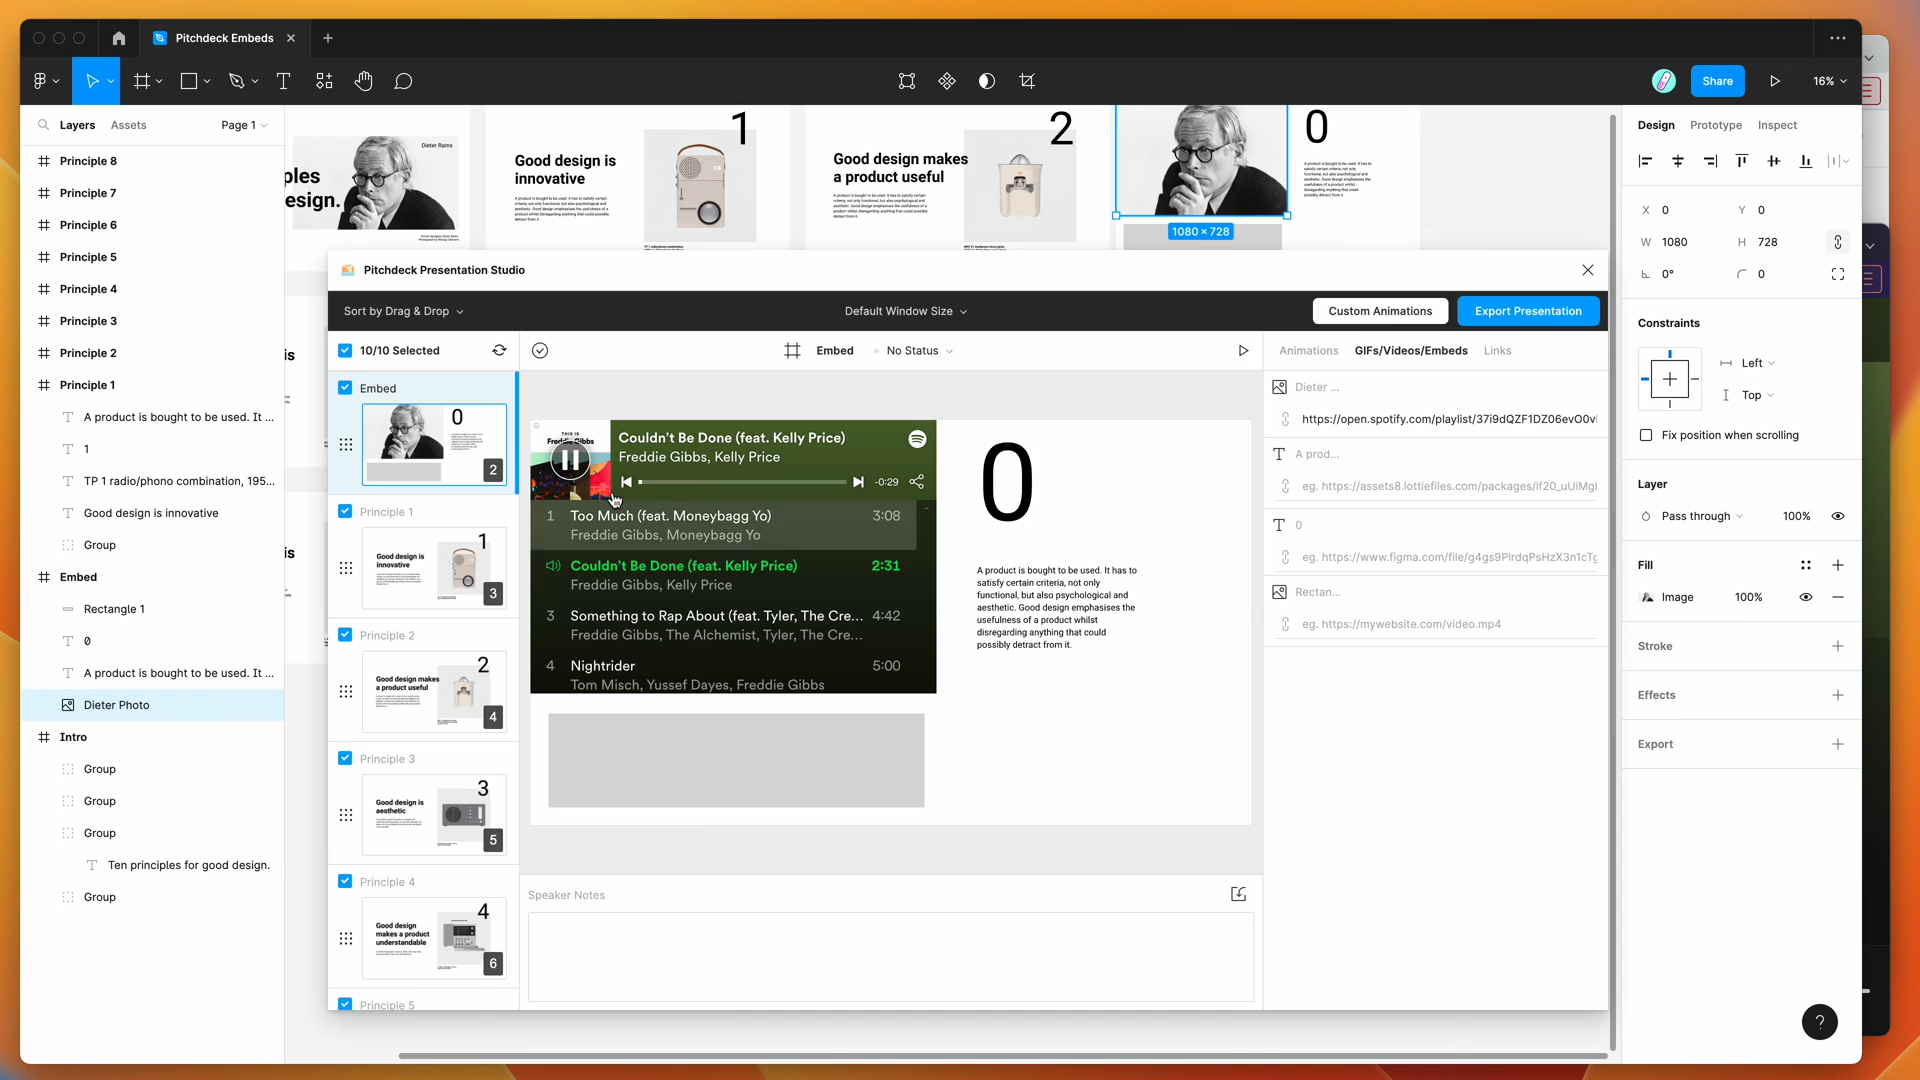 Pitchdeck Embeds
Share
16%
Layers
Assets
Page 1
Principle 8
Principle 7
Principle 6
Principle 5
Principle 4
Principle 3
Principle 2
Principle 1
A product is bought to be used. It ...
1
TP 1 radio/phono combination, 195...
Good design is innovative
Group
Embed
Rectangle 1
0
A product is bought to be used. It ...
Dieter Photo
Intro
Group
Group
Group
Ten principles for good design.
Group
ples
esign.
Dieter Rams
1
Good design is
innovative
2
Good design makes
a product useful
0
1080 × 728
is
is
Pitchdeck Presentation Studio
Sort by Drag & Drop
Default Window Size
Custom Animations
Export Presentation
10/10 Selected
Embed
No Status
Embed
0
2
Principle 1
Good design is
innovative
1
3
Principle 2
Good design makes
a product useful
2
4
Principle 3
Good design is
aesthetic
3
5
Principle 4
Good design
makes a product
understandable
4
6
Principle 5
THIS IS
Freddie Gibbs
Couldn't Be Done (feat. Kelly Price)
Freddie Gibbs, Kelly Price
-0:29
1 Too Much (feat. Moneybagg Yo) 3:08
Freddie Gibbs, Moneybagg Yo
Couldn't Be Done (feat. Kelly Price) 2:31
Freddie Gibbs, Kelly Price
3 Something to Rap About (feat. Tyler, The Cre... 4:42
Freddie Gibbs, The Alchemist, Tyler, The Cre...
4 Nightrider 5:00
Tom Misch, Yussef Dayes, Freddie Gibbs
0
A product is bought to be used. It has to
satisfy certain criteria, not only
functional, but also psychological and
aesthetic. Good design emphasises the
usefulness of a product whilst
disregarding anything that could
possibly detract from it.
Speaker Notes
Animations
GIFs/Videos/Embeds
Links
Dieter ...
https://open.spotify.com/playlist/37i9dQZF1DZ06evO0v
A prod...
eg. https://assets8.lottiefiles.com/packages/lf20_uUiMgl
0
eg. https://www.figma.com/file/g4gs9PlrdqPsHzX3n1cTg
Rectan...
eg. https://mywebsite.com/video.mp4
Design
Prototype
Inspect
X 0
Y 0
W 1080
H 728
0°
0
Constraints
Left
Top
Fix position when scrolling
Layer
Pass through
100%
Fill
Image
100%
Stroke
Effects
Export
?